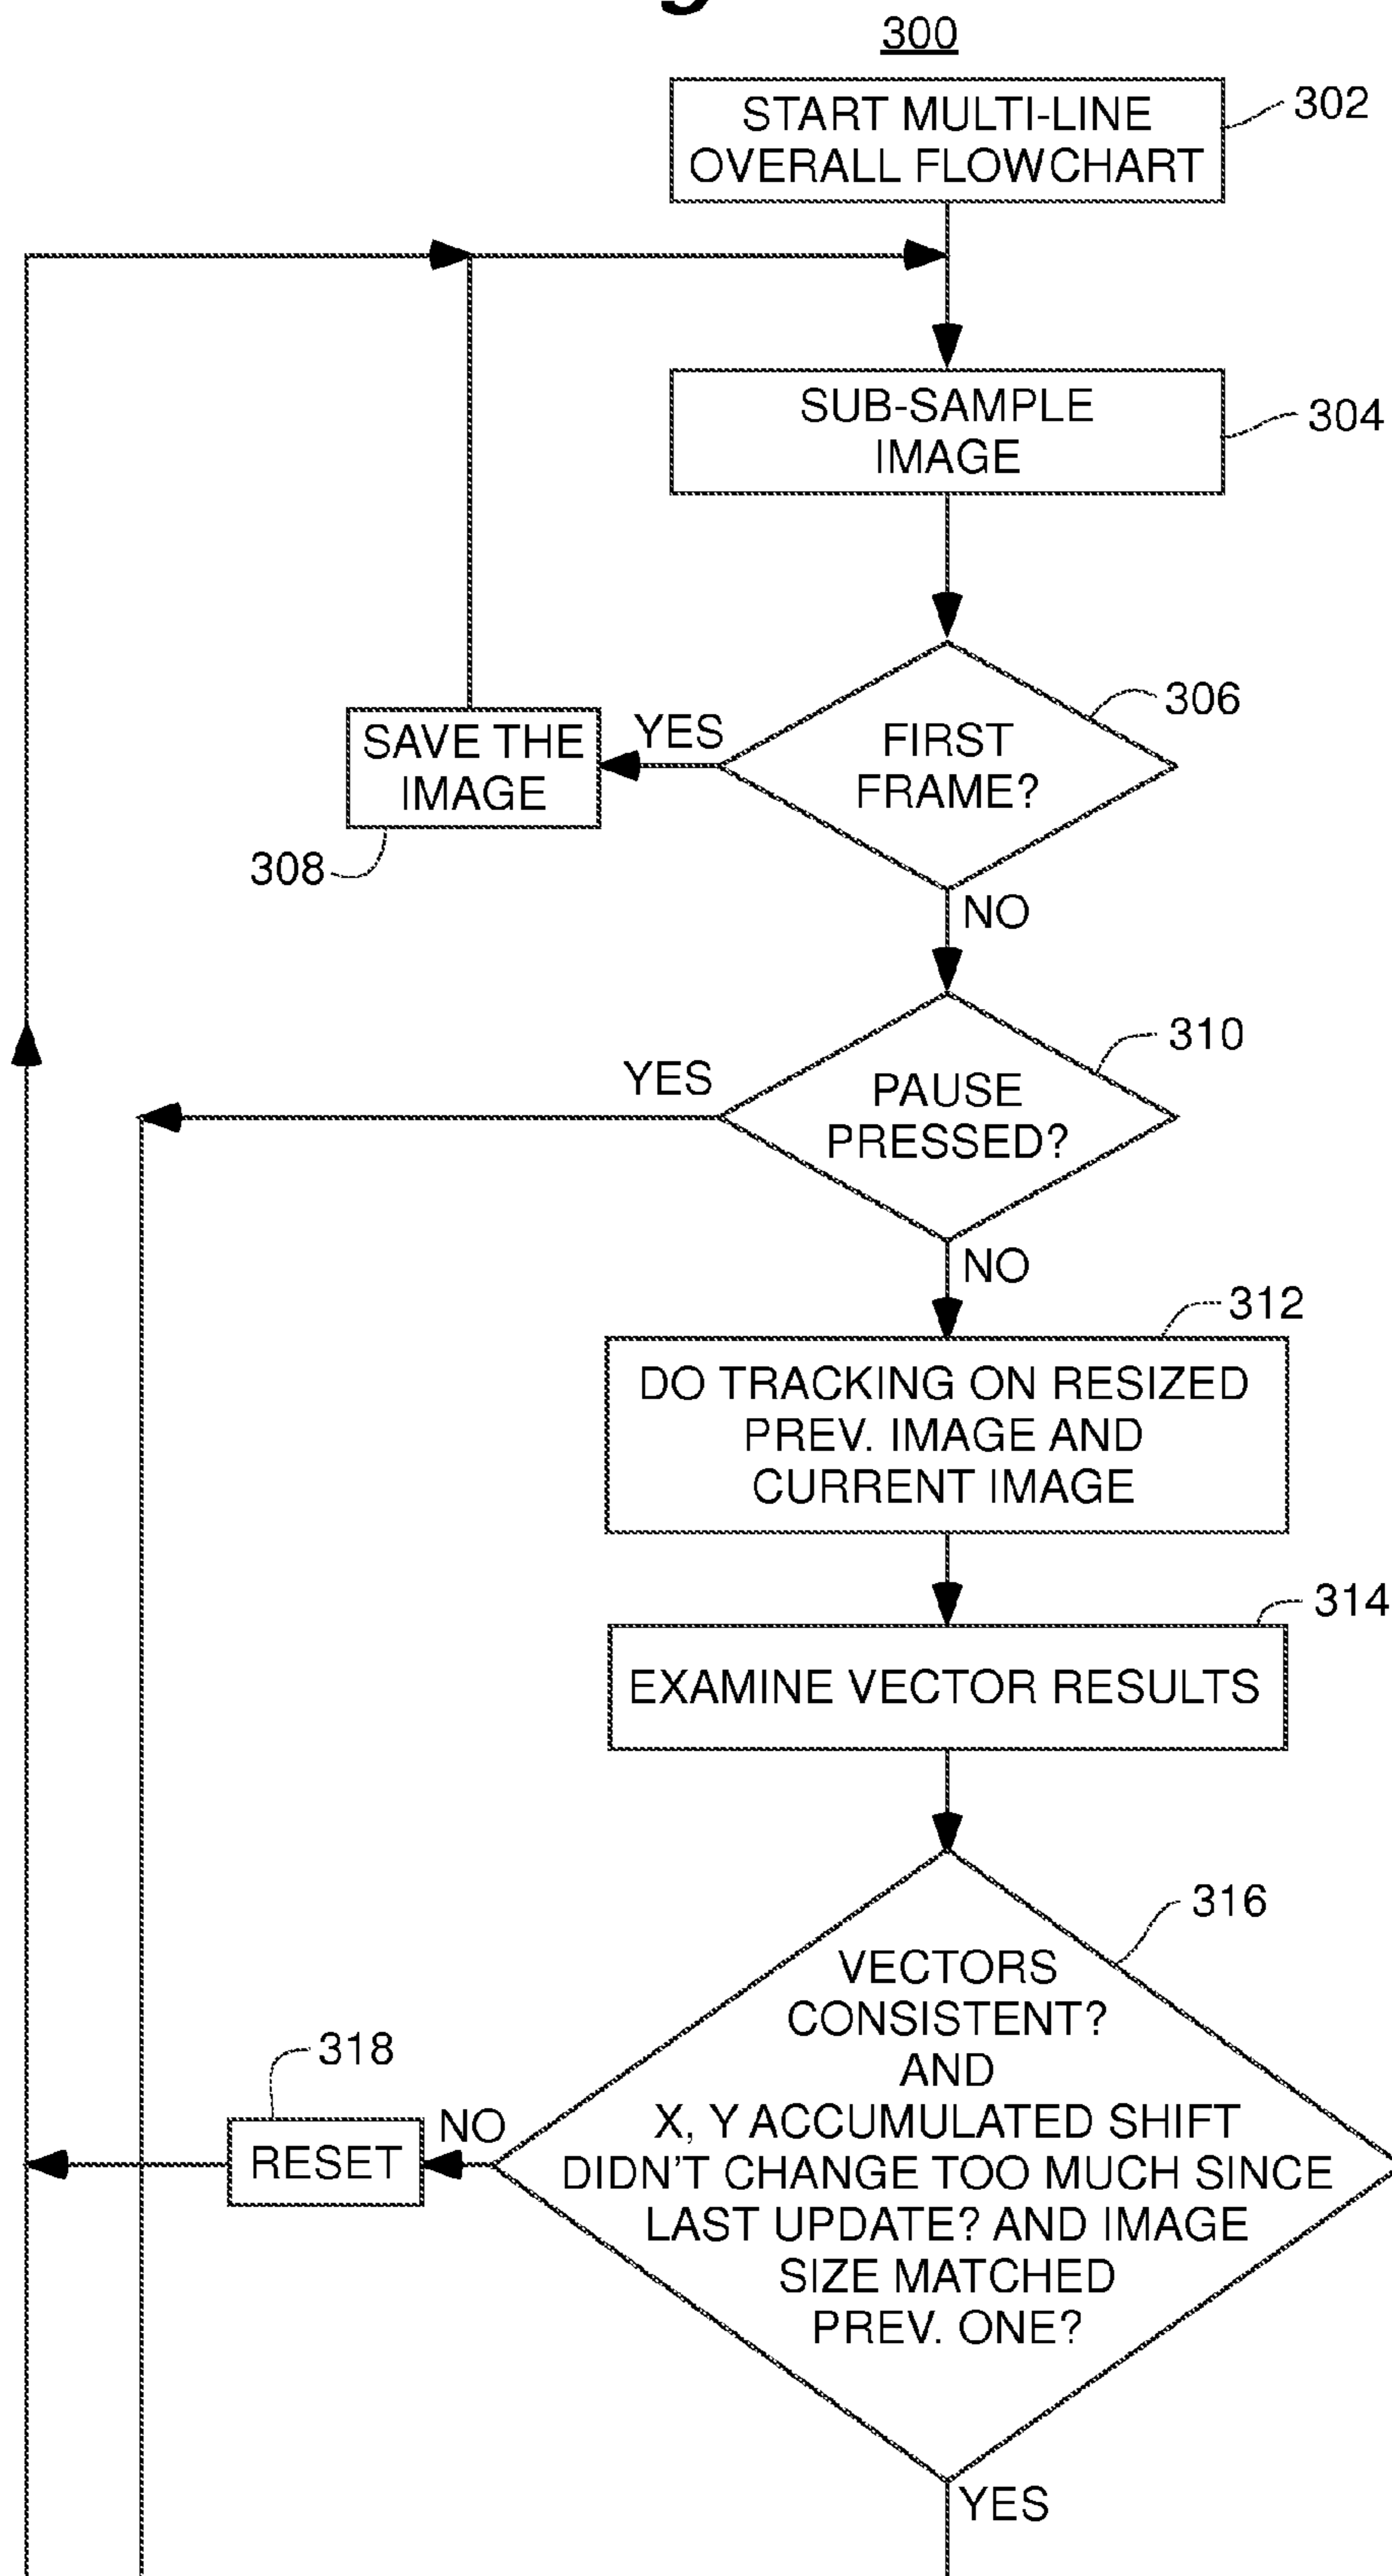 300
START MULTI-LINE
OVERALL FLOWCHART
302
SUB-SAMPLE
IMAGE
304
FIRST
FRAME?
306
YES
SAVE THE
IMAGE
308
NO
PAUSE
PRESSED?
310
YES
NO
312
DO TRACKING ON RESIZED
PREV. IMAGE AND
CURRENT IMAGE
314
EXAMINE VECTOR RESULTS
316
VECTORS
CONSISTENT?
AND
X, Y ACCUMULATED SHIFT
DIDN'T CHANGE TOO MUCH SINCE
LAST UPDATE? AND IMAGE
SIZE MATCHED
PREV. ONE?
318
NO
RESET
YES